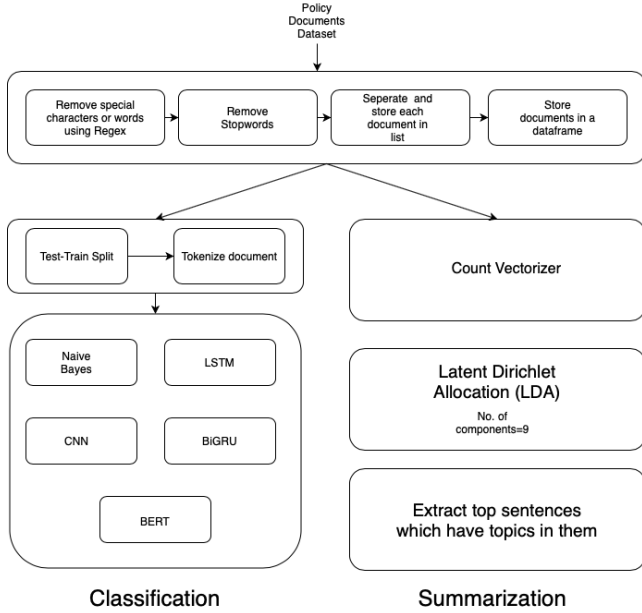 Policy
Documents
Dataset
Remove special
characters or words
using Regex
Remove
Stopwords
Seperate and
store each
document in
list
Store
documents in a
dataframe
Test-Train Split
Tokenize document
Count Vectorizer
Naive
Bayes
LSTM
CNN
BiGRU
BERT
Latent Dirichlet
Allocation (LDA)
No. of
components=9
Extract top sentences
which have topics in them
Classification
Summarization